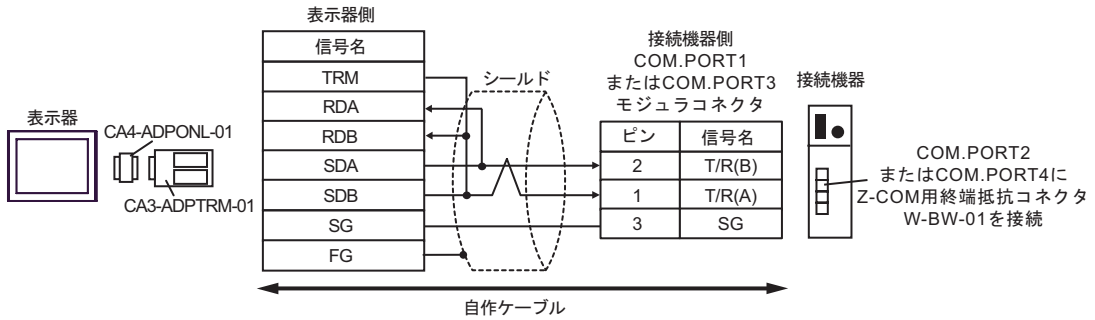 表示器側
信号名
TRM
RDA
RDB
SDA
SDB
SG
FG
シールド
接続機器側
COM.PORT1
またはCOM.PORT3
モジュラコネクタ
ピン 信号名
2 T/R(B)
1 T/R(A)
3 SG
接続機器
表示器
CA4-ADPONL-01
CA3-ADPTRM-01
COM.PORT2
またはCOM.PORT4に
Z-COM用終端抵抗コネクタ
W-BW-01を接続
自作ケーブル